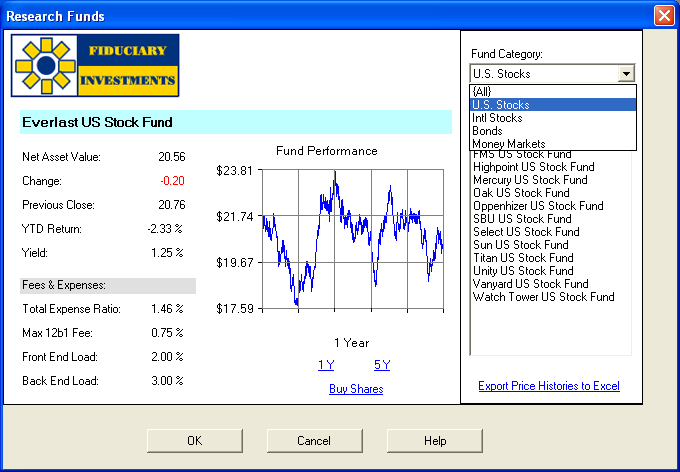 Research Funds
FIDUCIARY
INVESTMENTS
Everlast US Stock Fund
Net Asset Value: 20.56
Change: -0.20
Previous Close: 20.76
YTD Return: -2.33 %
Yield: 1.25 %
Fees & Expenses:
Total Expense Ratio: 1.46 %
Max 12b1 Fee: 0.75 %
Front End Load: 2.00 %
Back End Load: 3.00 %
Fund Performance
$23.81
$21.74
$19.67
$17.59
1 Year
1 Y 5 Y
Buy Shares
Fund Category:
U.S. Stocks
{All}
U.S. Stocks
Intl Stocks
Bonds
Money Markets
FMS US Stock Fund
Highpoint US Stock Fund
Mercury US Stock Fund
Oak US Stock Fund
Oppenhizer US Stock Fund
SBU US Stock Fund
Select US Stock Fund
Sun US Stock Fund
Titan US Stock Fund
Unity US Stock Fund
Vanyard US Stock Fund
Watch Tower US Stock Fund
Export Price Histories to Excel
OK Cancel Help